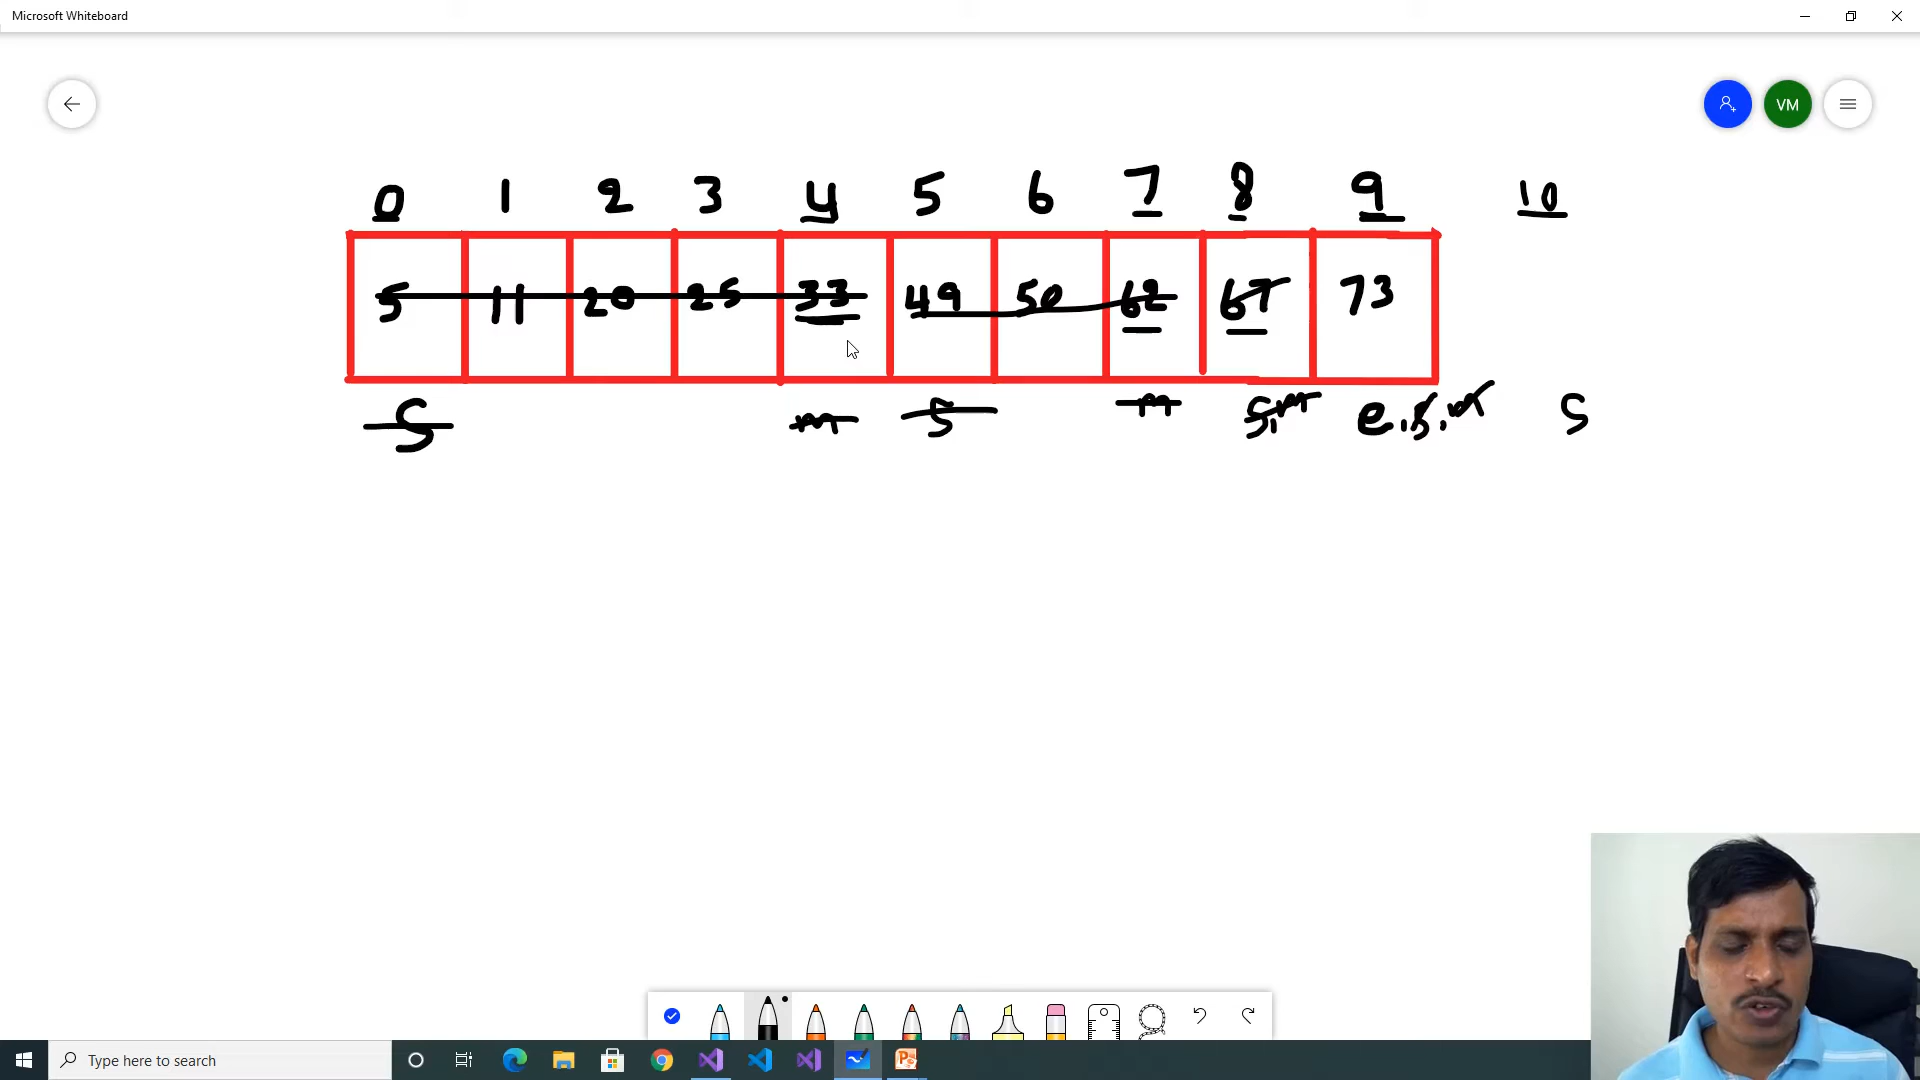 Microsoft Whiteboard
VM
0 1 2 3 4 5 6 7 8 9 10
5 11 20 25 33 49 50 62 67 73
S m S m S,m e,s,m S
Type here to search